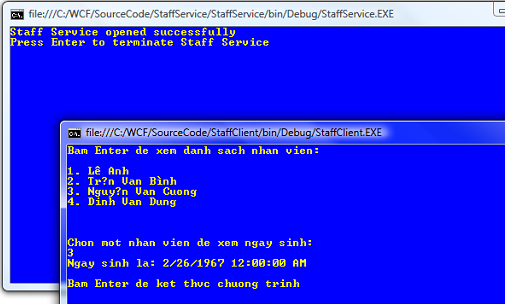 file:///C:/WCF/SourceCode/StaffService/StaffService/bin/Debug/StaffService.EXE
Staff Service opened successfully
Press Enter to terminate Staff Service
file:///C:/WCF/SourceCode/StaffClient/bin/Debug/StaffClient.EXE
Bam Enter de xem danh sach nhan vien:
1. Lê Anh
2. Tr?n Van Bình
3. Nguy?n Van Cuong
4. Dinh Van Dung
Chon mot nhan vien de xem ngay sinh:
3
Ngay sinh la: 2/26/1967 12:00:00 AM
Bam Enter de ket thvc chuong trinh